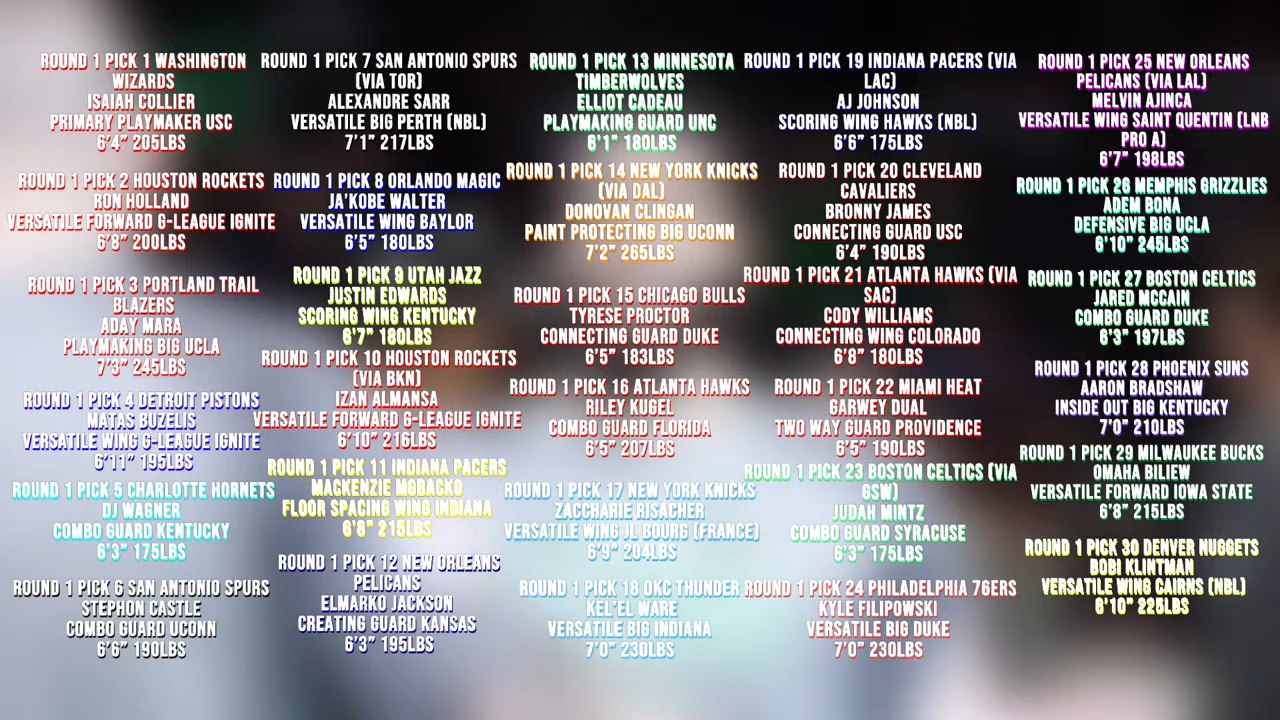 ROUND 1 PICK 1 WASHINGTON
WIZARDS
ISAIAH COLLIER
PRIMARY PLAYMAKER USC
6'4" 205LBS
ROUND 1 PICK 2 HOUSTON ROCKETS
RON HOLLAND
VERSATILE FORWARD G-LEAGUE IGNITE
6'8" 200LBS
ROUND 1 PICK 3 PORTLAND TRAIL
BLAZERS
ADAY MARA
PLAYMAKING BIG UCLA
7'3" 245LBS
ROUND 1 PICK 4 DETROIT PISTONS
MATAS BUZELIS
VERSATILE WING G-LEAGUE IGNITE
6'11" 195LBS
ROUND 1 PICK 5 CHARLOTTE HORNETS
DJ WAGNER
COMBO GUARD KENTUCKY
6'3" 175LBS
ROUND 1 PICK 6 SAN ANTONIO SPURS
STEPHON CASTLE
COMBO GUARD UCONN
6'6" 190LBS
ROUND 1 PICK 7 SAN ANTONIO SPURS
(VIA TOR)
ALEXANDRE SARR
VERSATILE BIG PERTH (NBL)
7'1" 217LBS
ROUND 1 PICK 8 ORLANDO MAGIC
JA'KOBE WALTER
VERSATILE WING BAYLOR
6'5" 180LBS
ROUND 1 PICK 9 UTAH JAZZ
JUSTIN EDWARDS
SCORING WING KENTUCKY
6'7" 180LBS
ROUND 1 PICK 10 HOUSTON ROCKETS
(VIA BKN)
IZAN ALMANSA
VERSATILE FORWARD G-LEAGUE IGNITE
6'10" 216LBS
ROUND 1 PICK 11 INDIANA PACERS
MACKENZIE MGBACKO
FLOOR SPACING WING INDIANA
6'8" 215LBS
ROUND 1 PICK 12 NEW ORLEANS
PELICANS
ELMARKO JACKSON
CREATING GUARD KANSAS
6'3" 195LBS
ROUND 1 PICK 13 MINNESOTA
TIMBERWOLVES
ELLIOT CADEAU
PLAYMAKING GUARD UNC
6'1" 180LBS
ROUND 1 PICK 14 NEW YORK KNICKS
(VIA DAL)
DONOVAN CLINGAN
PAINT PROTECTING BIG UCONN
7'2" 265LBS
ROUND 1 PICK 15 CHICAGO BULLS
TYRESE PROCTOR
CONNECTING GUARD DUKE
6'5" 183LBS
ROUND 1 PICK 16 ATLANTA HAWKS
RILEY KUGEL
COMBO GUARD FLORIDA
6'5" 207LBS
ROUND 1 PICK 17 NEW YORK KNICKS
ZACCHARIE RISACHER
VERSATILE WING JL BOURG (FRANCE)
6'9" 204LBS
ROUND 1 PICK 18 OKC THUNDER
KEL'EL WARE
VERSATILE BIG INDIANA
7'0" 230LBS
ROUND 1 PICK 19 INDIANA PACERS (VIA
LAC)
AJ JOHNSON
SCORING WING HAWKS (NBL)
6'6" 175LBS
ROUND 1 PICK 20 CLEVELAND
CAVALIERS
BRONNY JAMES
CONNECTING GUARD USC
6'4" 190LBS
ROUND 1 PICK 21 ATLANTA HAWKS (VIA
SAC)
CODY WILLIAMS
CONNECTING WING COLORADO
6'8" 180LBS
ROUND 1 PICK 22 MIAMI HEAT
GARWEY DUAL
TWO WAY GUARD PROVIDENCE
6'5" 190LBS
ROUND 1 PICK 23 BOSTON CELTICS (VIA
GSW)
JUDAH MINTZ
COMBO GUARD SYRACUSE
6'3" 175LBS
ROUND 1 PICK 24 PHILADELPHIA 76ERS
KYLE FILIPOWSKI
VERSATILE BIG DUKE
7'0" 230LBS
ROUND 1 PICK 25 NEW ORLEANS
PELICANS (VIA LAL)
MELVIN AJINCA
VERSATILE WING SAINT QUENTIN (LNB
PRO A)
6'7" 198LBS
ROUND 1 PICK 26 MEMPHIS GRIZZLIES
ADEM BONA
DEFENSIVE BIG UCLA
6'10" 245LBS
ROUND 1 PICK 27 BOSTON CELTICS
JARED MCCAIN
COMBO GUARD DUKE
6'3" 197LBS
ROUND 1 PICK 28 PHOENIX SUNS
AARON BRADSHAW
INSIDE OUT BIG KENTUCKY
7'0" 210LBS
ROUND 1 PICK 29 MILWAUKEE BUCKS
OMAHA BILIEW
VERSATILE FORWARD IOWA STATE
6'8" 215LBS
ROUND 1 PICK 30 DENVER NUGGETS
BOBI KLINTMAN
VERSATILE WING CAIRNS (NBL)
6'10" 225LBS